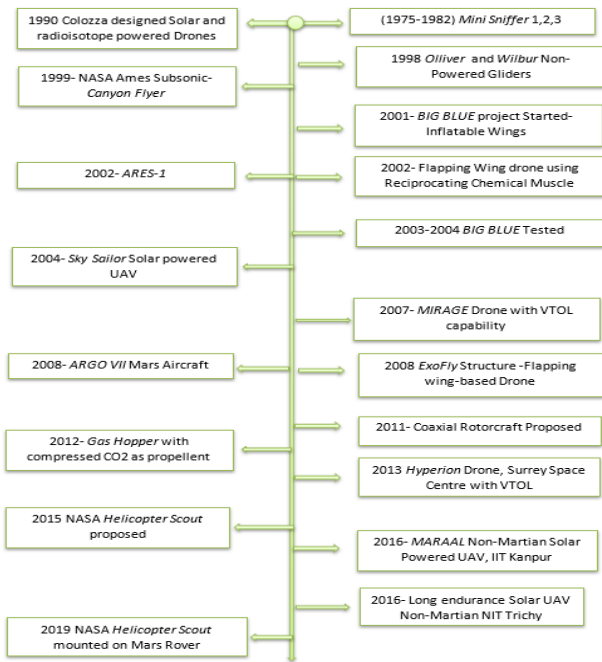 1990 Colozza designed Solar and
radioisotope powered Drones
(1975-1982) Mini Sniffer 1,2,3
1998 Olliver and Wilbur Non-
Powered Gliders
1999- NASA Ames Subsonic-
Canyon Flyer
2001- BIG BLUE project Started-
Inflatable Wings
2002- ARES-1
2002- Flapping Wing drone using
Reciprocating Chemical Muscle
2003-2004 BIG BLUE Tested
2004- Sky Sailor Solar powered
UAV
2007- MIRAGE Drone with VTOL
capability
2008- ARGO VII Mars Aircraft
2008 ExoFly Structure -Flapping
wing-based Drone
2011- Coaxial Rotorcraft Proposed
2012- Gas Hopper with
compressed CO2 as propellent
2013 Hyperion Drone, Surrey Space
Centre with VTOL
2015 NASA Helicopter Scout
proposed
2016- MARAAL Non-Martian Solar
Powered UAV, IIT Kanpur
2016- Long endurance Solar UAV
Non-Martian NIT Trichy
2019 NASA Helicopter Scout
mounted on Mars Rover